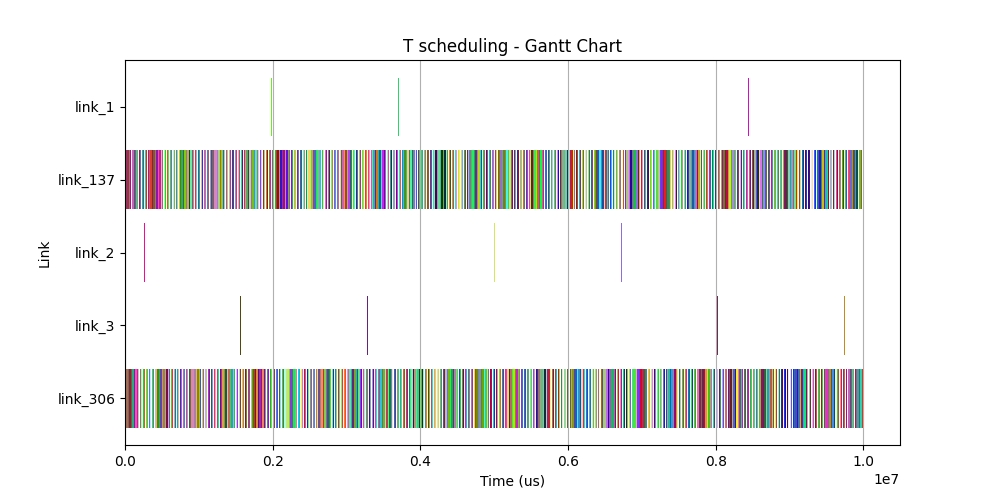 T scheduling - Gantt Chart
link_1
link_137
link_2
link_3
link_306
Link
0.0 0.2 0.4 0.6 0.8 1.0
1e7
Time (us)